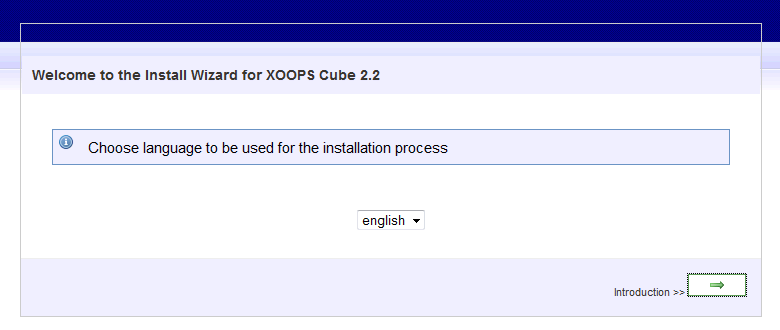 Welcome to the Install Wizard for XOOPS Cube 2.2
Choose language to be used for the installation process
english
Introduction >>